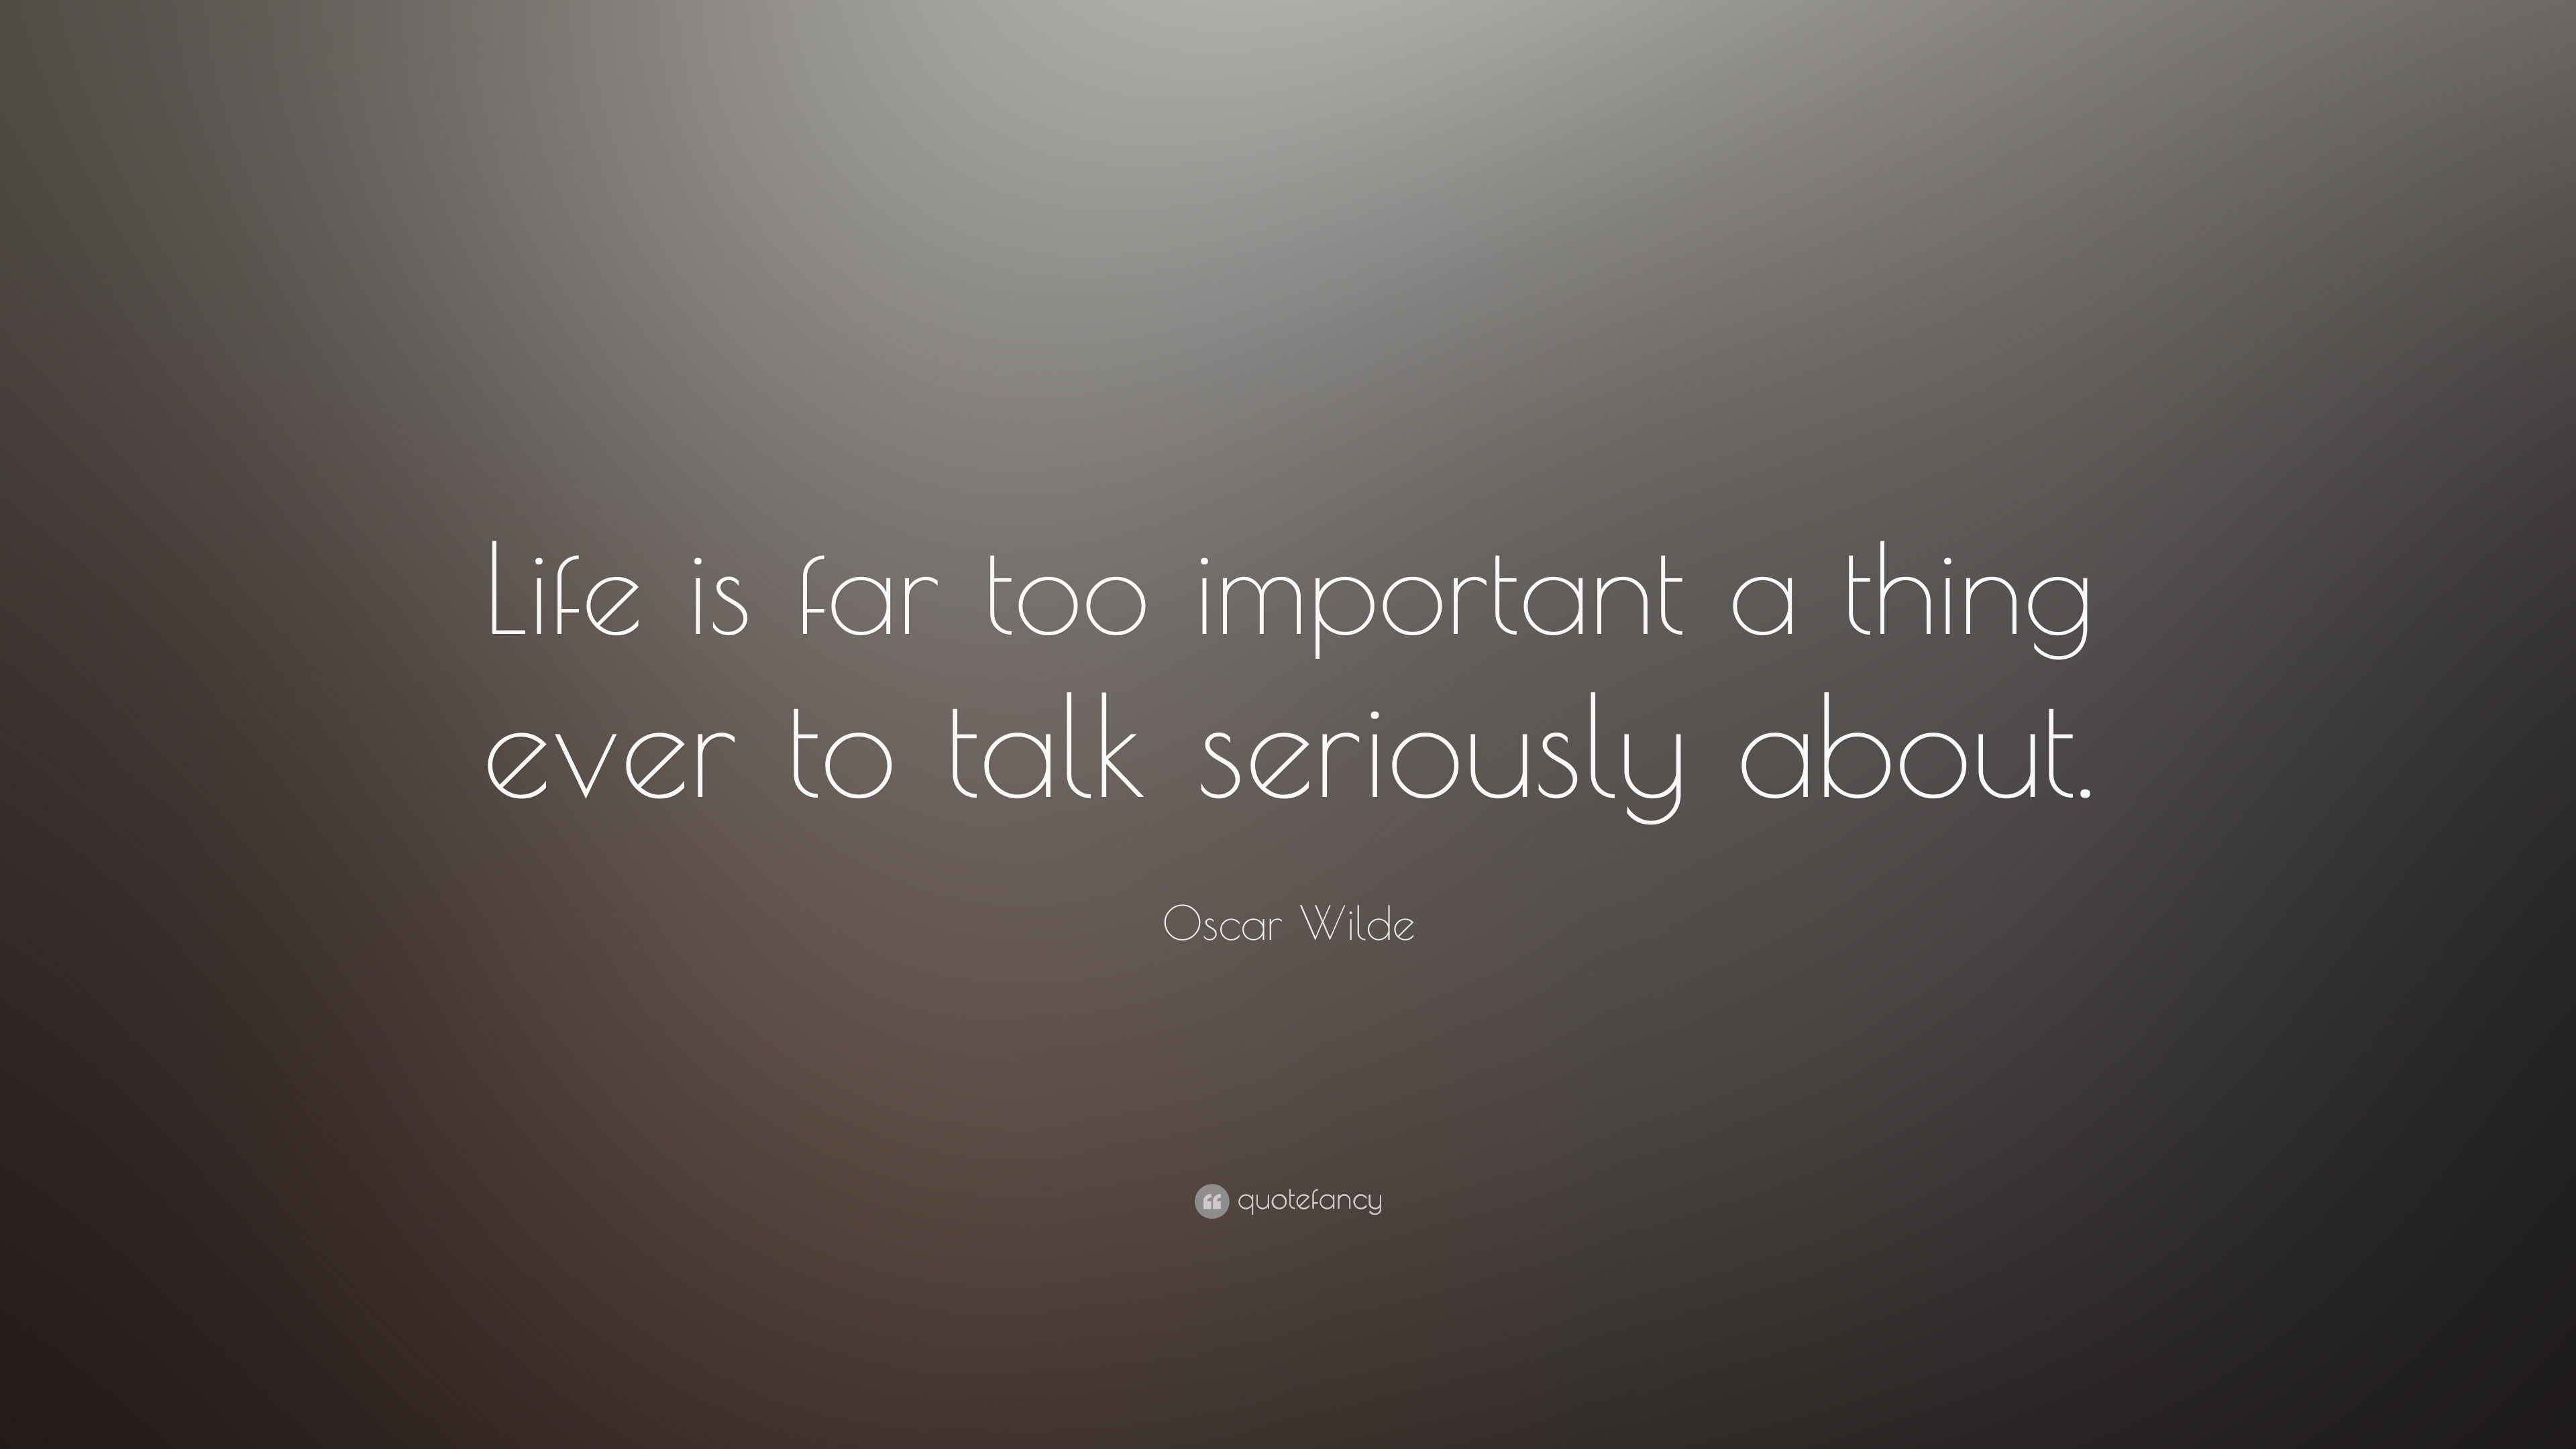 Life is far too important a thing
ever to talk seriously about.
Oscar Wilde
quotefancy